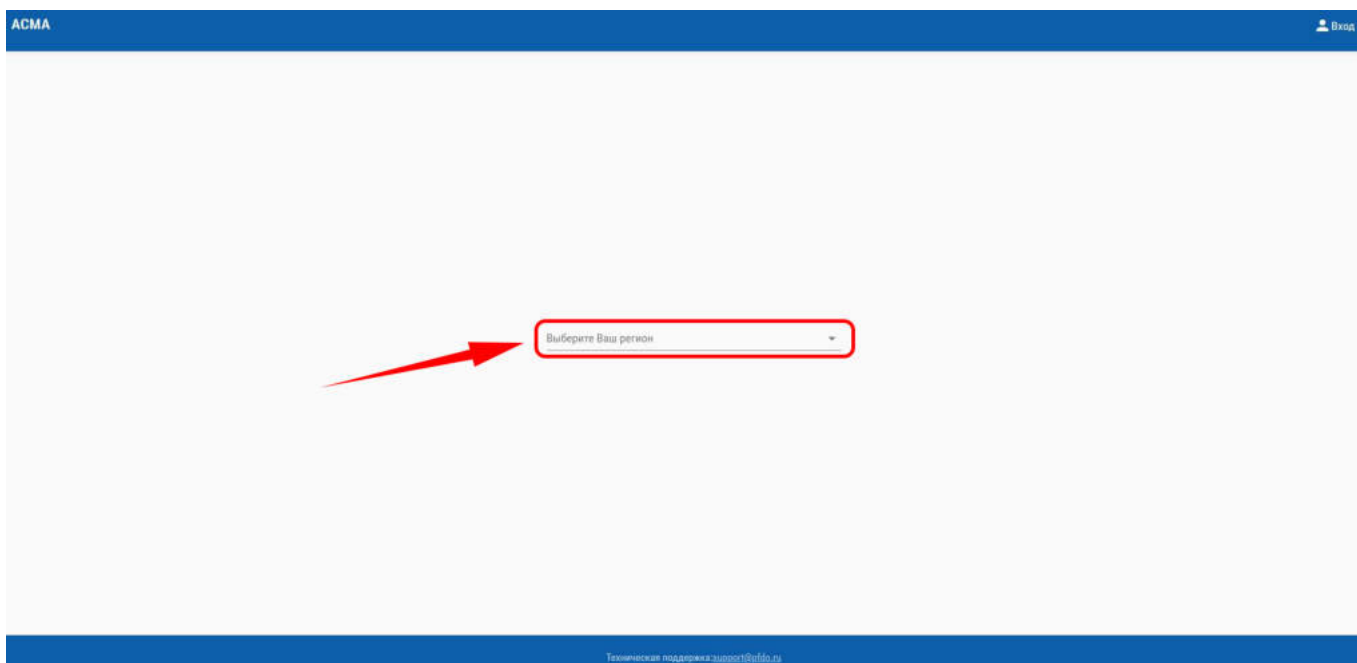 АСМА
Вход
Выберите Ваш регион
Техническая поддержка:support@pfdo.ru